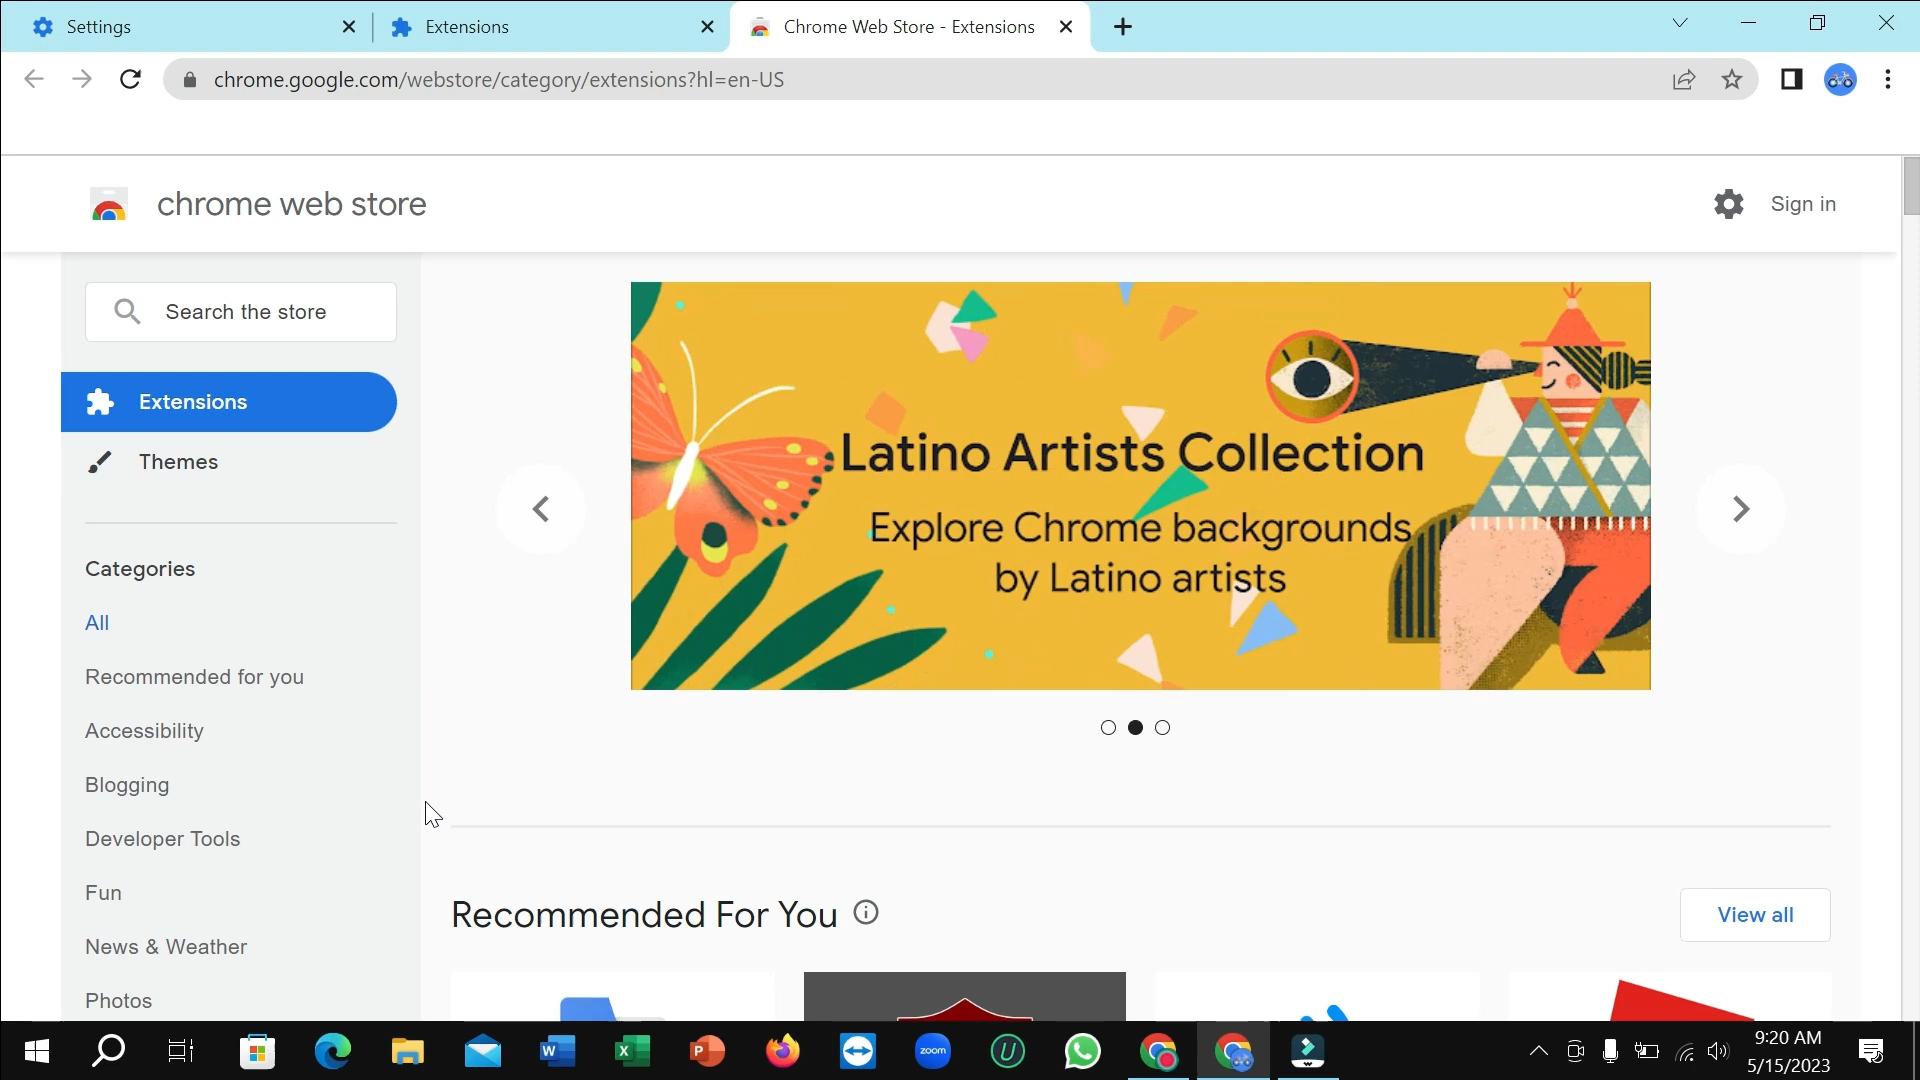 Settings
Extensions
Chrome Web Store - Extensions
chrome.google.com/webstore/category/extensions?hl=en-US
chrome web store
Sign in
Search the store
Extensions
Themes
Categories
All
Recommended for you
Accessibility
Blogging
Developer Tools
Fun
News & Weather
Photos
Latino Artists Collection
Explore Chrome backgrounds
by Latino artists
Recommended For You
View all
W
X
P
zoom
U
9:20 AM
5/15/2023